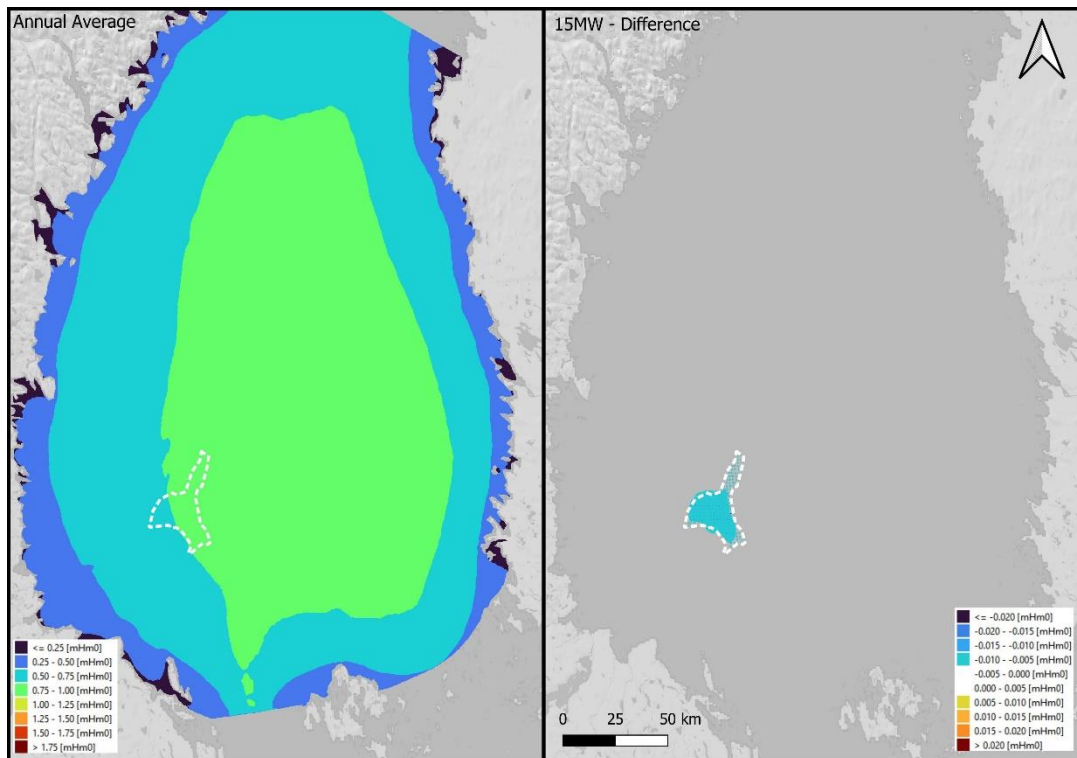 Annual Average
<= 0.25 [mHm0]
0.25 - 0.50 [mHm0]
0.50 - 0.75 [mHm0]
0.75 - 1.00 [mHm0]
1.00 - 1.25 [mHm0]
1.25 - 1.50 [mHm0]
1.50 - 1.75 [mHm0]
> 1.75 [mHm0]
15MW - Difference
0 25 50 km
<= -0.020 [mHm0]
-0.020 - -0.015 [mHm0]
-0.015 - -0.010 [mHm0]
-0.010 - -0.005 [mHm0]
-0.005 - 0.000 [mHm0]
0.000 - 0.005 [mHm0]
0.005 - 0.010 [mHm0]
0.010 - 0.015 [mHm0]
0.015 - 0.020 [mHm0]
> 0.020 [mHm0]